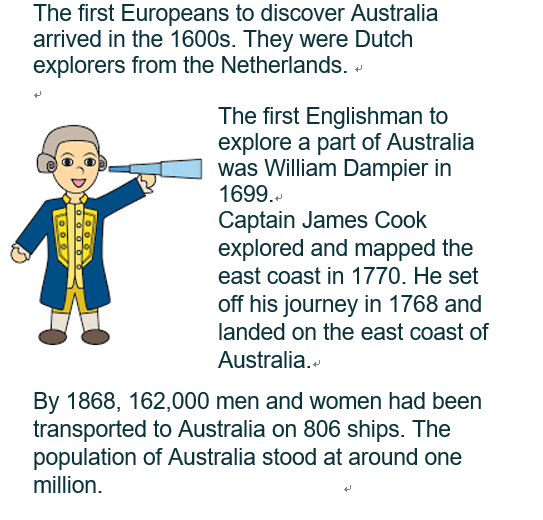 The first Europeans to discover Australia
arrived in the 1600s. They were Dutch
explorers from the Netherlands.
The first Englishman to
explore a part of Australia
was William Dampier in
1699.
Captain James Cook
explored and mapped the
east coast in 1770. He set
off his journey in 1768 and
landed on the east coast of
Australia.
By 1868, 162,000 men and women had been
transported to Australia on 806 ships. The
population of Australia stood at around one
million.